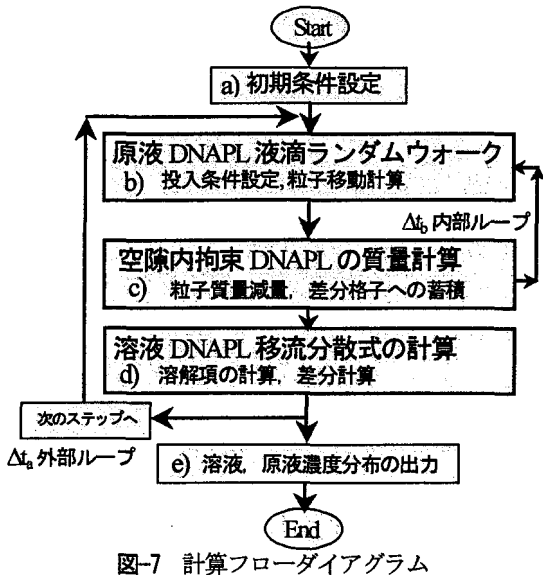 Start
a) 初期条件設定
原液 DNAPL 液滴ランダムウォーク
b) 投入条件設定,粒子移動計算
Δt_b 内部ループ
空隙内拘束 DNAPL の質量計算
c) 粒子質量減量，差分格子への蓄積
溶液 DNAPL 移流分散式の計算
d) 溶解項の計算，差分計算
次のステップへ
Δt_a 外部ループ
e) 溶液，原液濃度分布の出力
End
図-7 計算フローダイアグラム